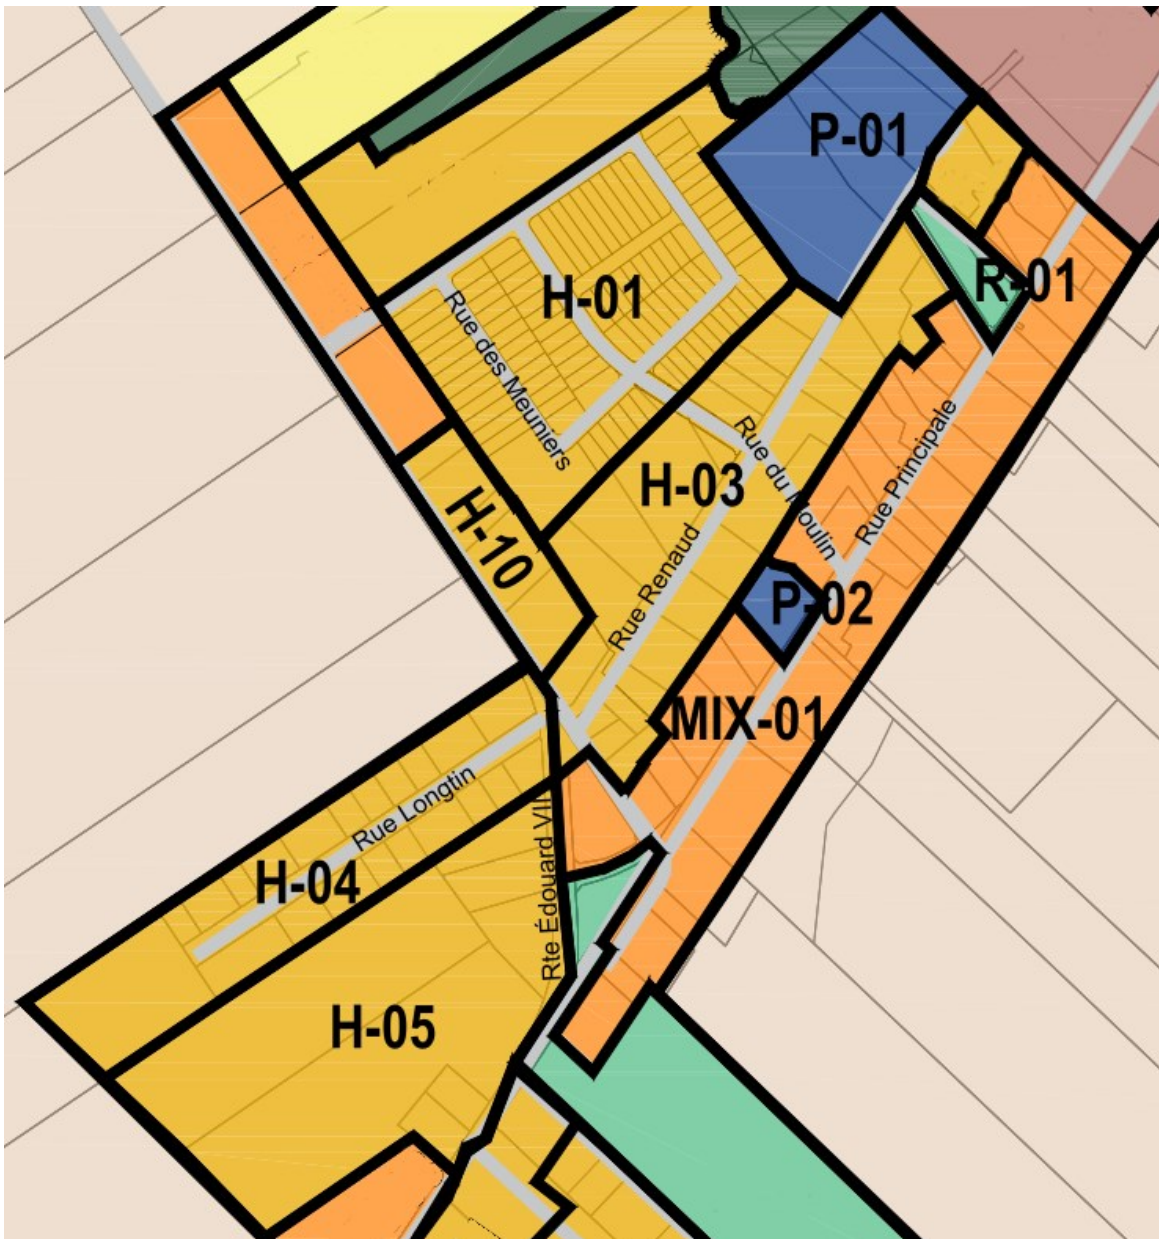 P-01
R-01
H-01
Rue des Meuniers
Rue du Moulin
H-03
Rue Principale
H-10
Rue Renaud
P-02
MIX-01
Rue Longtin
Rte Édouard VII
H-04
H-05